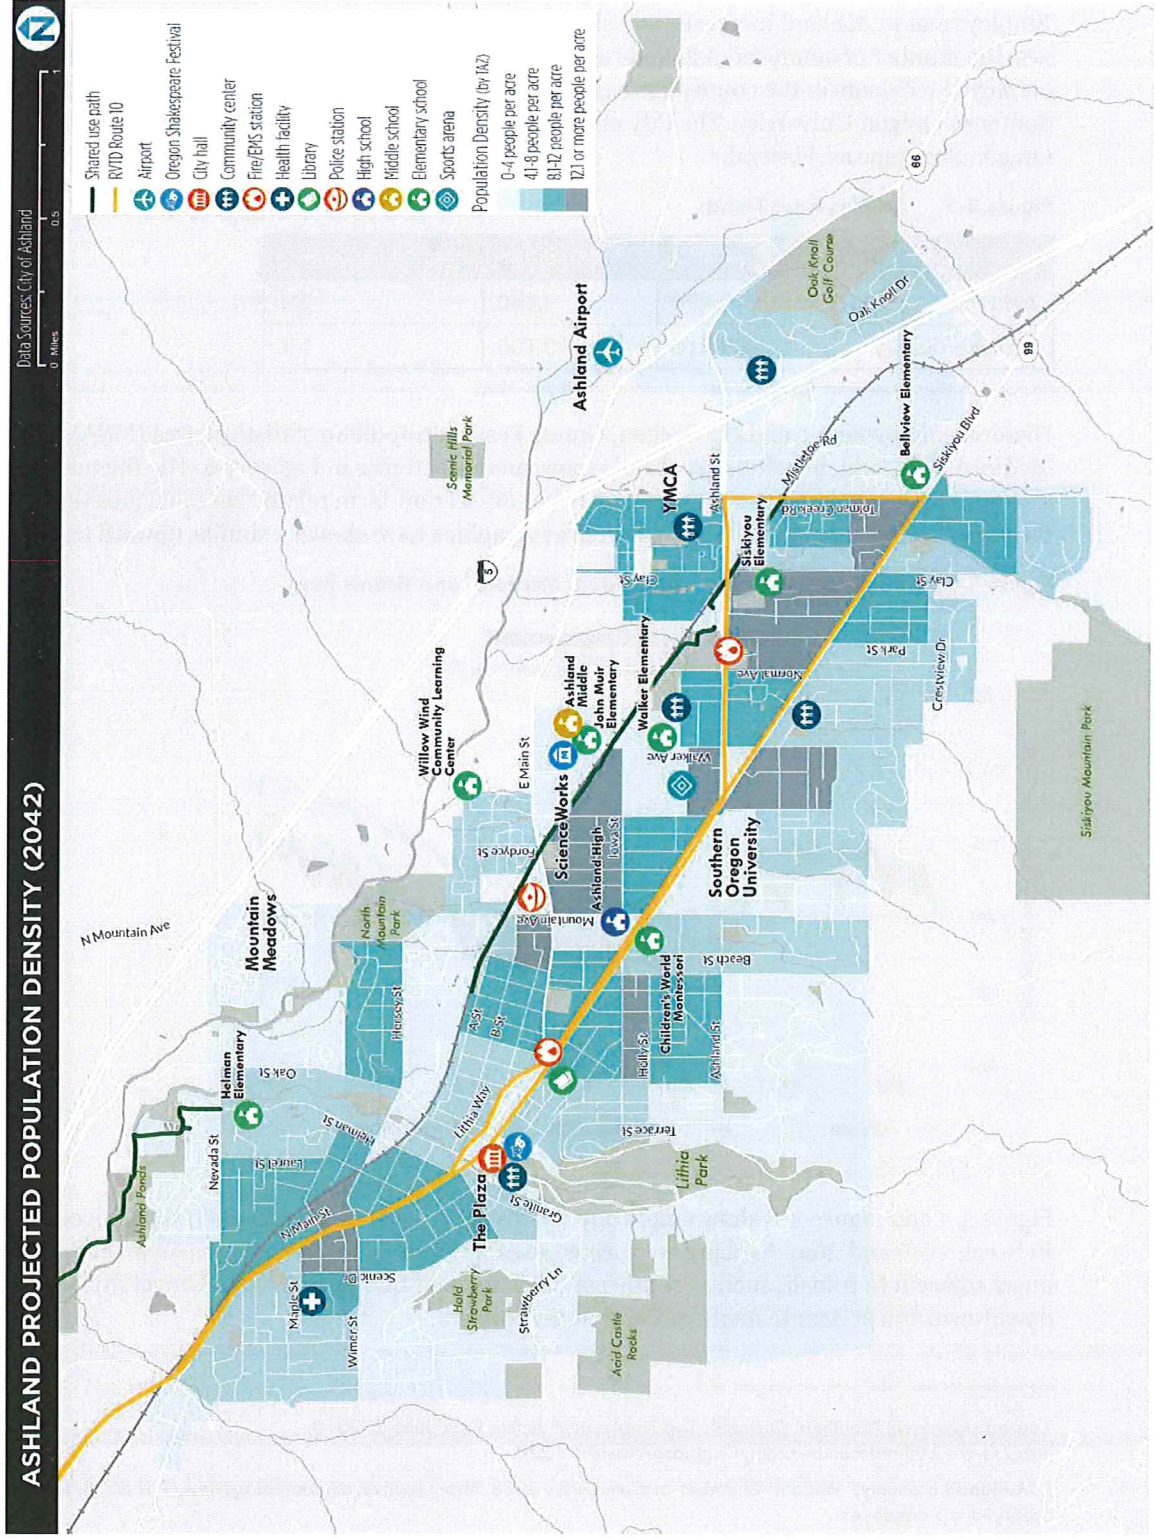 ASHLAND PROJECTED POPULATION DENSITY (2042)
Data Sources: City of Ashland
0
Miles
0.5
1
N
Shared use path
RVTD Route 10
Airport
Oregon Shakespeare Festival
City hall
Community center
Fire/EMS station
Health facility
Library
Police station
High school
Middle school
Elementary school
Sports arena
Population Density (by TAZ)
0-4 people per acre
4.1-8 people per acre
8.1-12 people per acre
12.1 or more people per acre
N Mountain Ave
Mountain
Meadows
North
Mountain
Park
Willow Wind
Community Learning
Center
Scenic Hills
Memorial Park
5
Ashland Airport
66
Ashland Ponds
Helman
Elementary
Nevada St
Oak St
Laurel St
Helman St
Hersey St
N Main St
Maple St
Scenic Dr
Wimer St
Lithia Way
A St
B St
The Plaza
Granite St
Hald
Strawberry
Park
Strawberry Ln
Acid Castle
Rocks
Lithia
Park
Terrace St
Holly St
Ashland St
Children's World
Montessori
Beach St
Mountain Ave
Ashland High
Iowa St
Fordyce St
E Main St
ScienceWorks
Ashland
Middle
John Muir
Elementary
Walker Elementary
Walker Ave
Southern
Oregon
University
Normal Ave
Clay St
YMCA
Ashland St
Siskiyou
Elementary
Tolman Creek Rd
Mistletoe Rd
Bellview Elementary
Siskiyou Blvd
99
Oak Knoll Dr
Oak Knoll
Golf Course
Park St
Clay St
Crestview Dr
Siskiyou Mountain Park